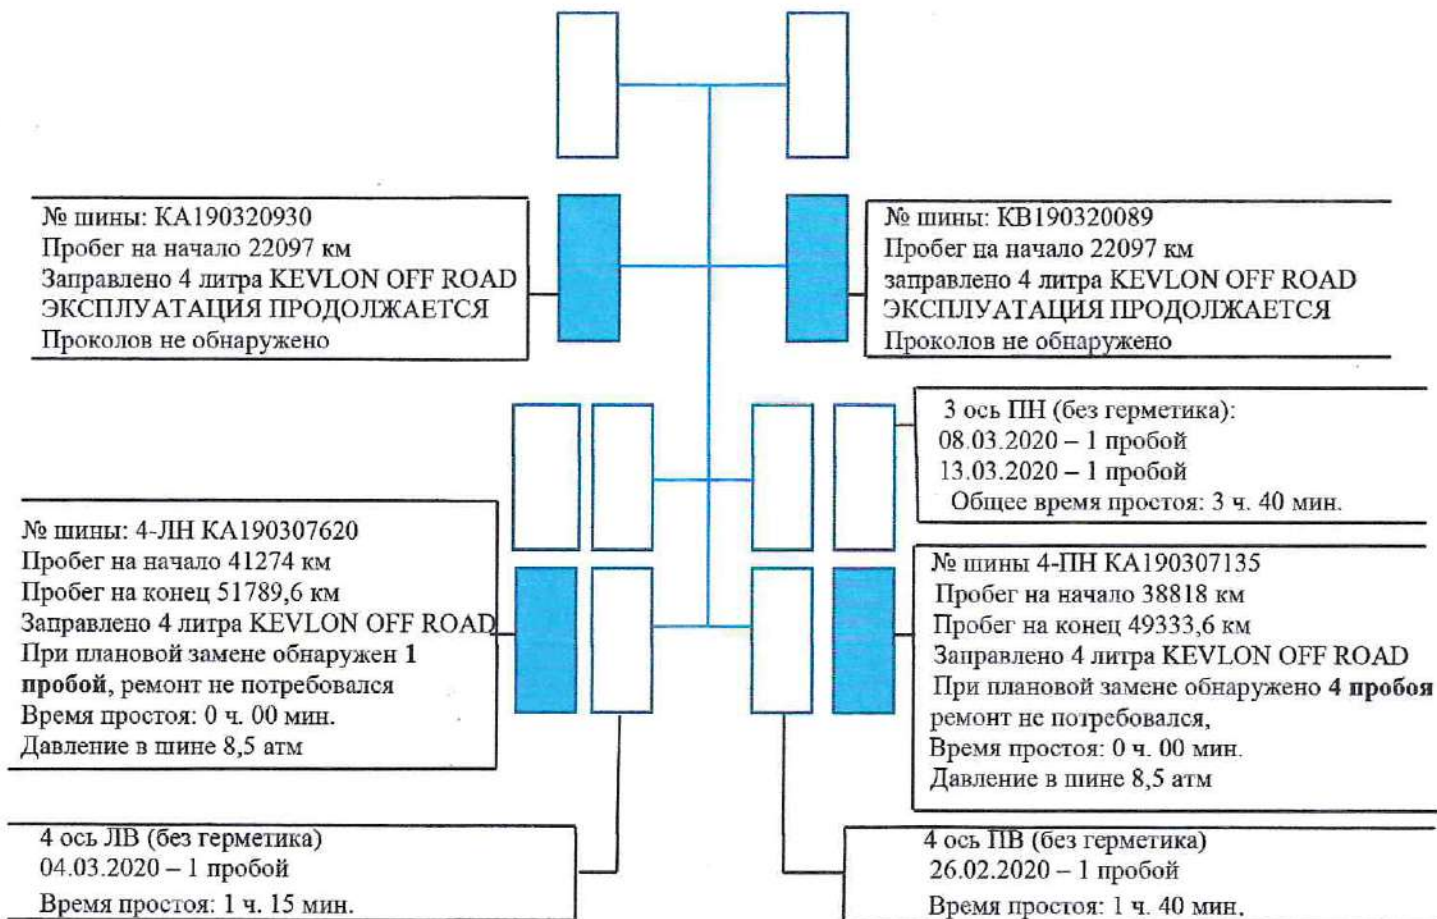 № шины: КА190320930
Пробег на начало 22097 км
Заправлено 4 литра KEVLON OFF ROAD
ЭКСПЛУАТАЦИЯ ПРОДОЛЖАЕТСЯ
Проколов не обнаружено
№ шины: КВ190320089
Пробег на начало 22097 км
заправлено 4 литра KEVLON OFF ROAD
ЭКСПЛУАТАЦИЯ ПРОДОЛЖАЕТСЯ
Проколов не обнаружено
3 ось ПН (без герметика):
08.03.2020 – 1 пробой
13.03.2020 – 1 пробой
Общее время простоя: 3 ч. 40 мин.
№ шины: 4-ЛН КА190307620
Пробег на начало 41274 км
Пробег на конец 51789,6 км
Заправлено 4 литра KEVLON OFF ROAD
При плановой замене обнаружен 1
пробой, ремонт не потребовался
Время простоя: 0 ч. 00 мин.
Давление в шине 8,5 атм
№ шины 4-ПН КА190307135
Пробег на начало 38818 км
Пробег на конец 49333,6 км
Заправлено 4 литра KEVLON OFF ROAD
При плановой замене обнаружено 4 пробоя
ремонт не потребовался,
Время простоя: 0 ч. 00 мин.
Давление в шине 8,5 атм
4 ось ЛВ (без герметика)
04.03.2020 – 1 пробой
Время простоя: 1 ч. 15 мин.
4 ось ПВ (без герметика)
26.02.2020 – 1 пробой
Время простоя: 1 ч. 40 мин.